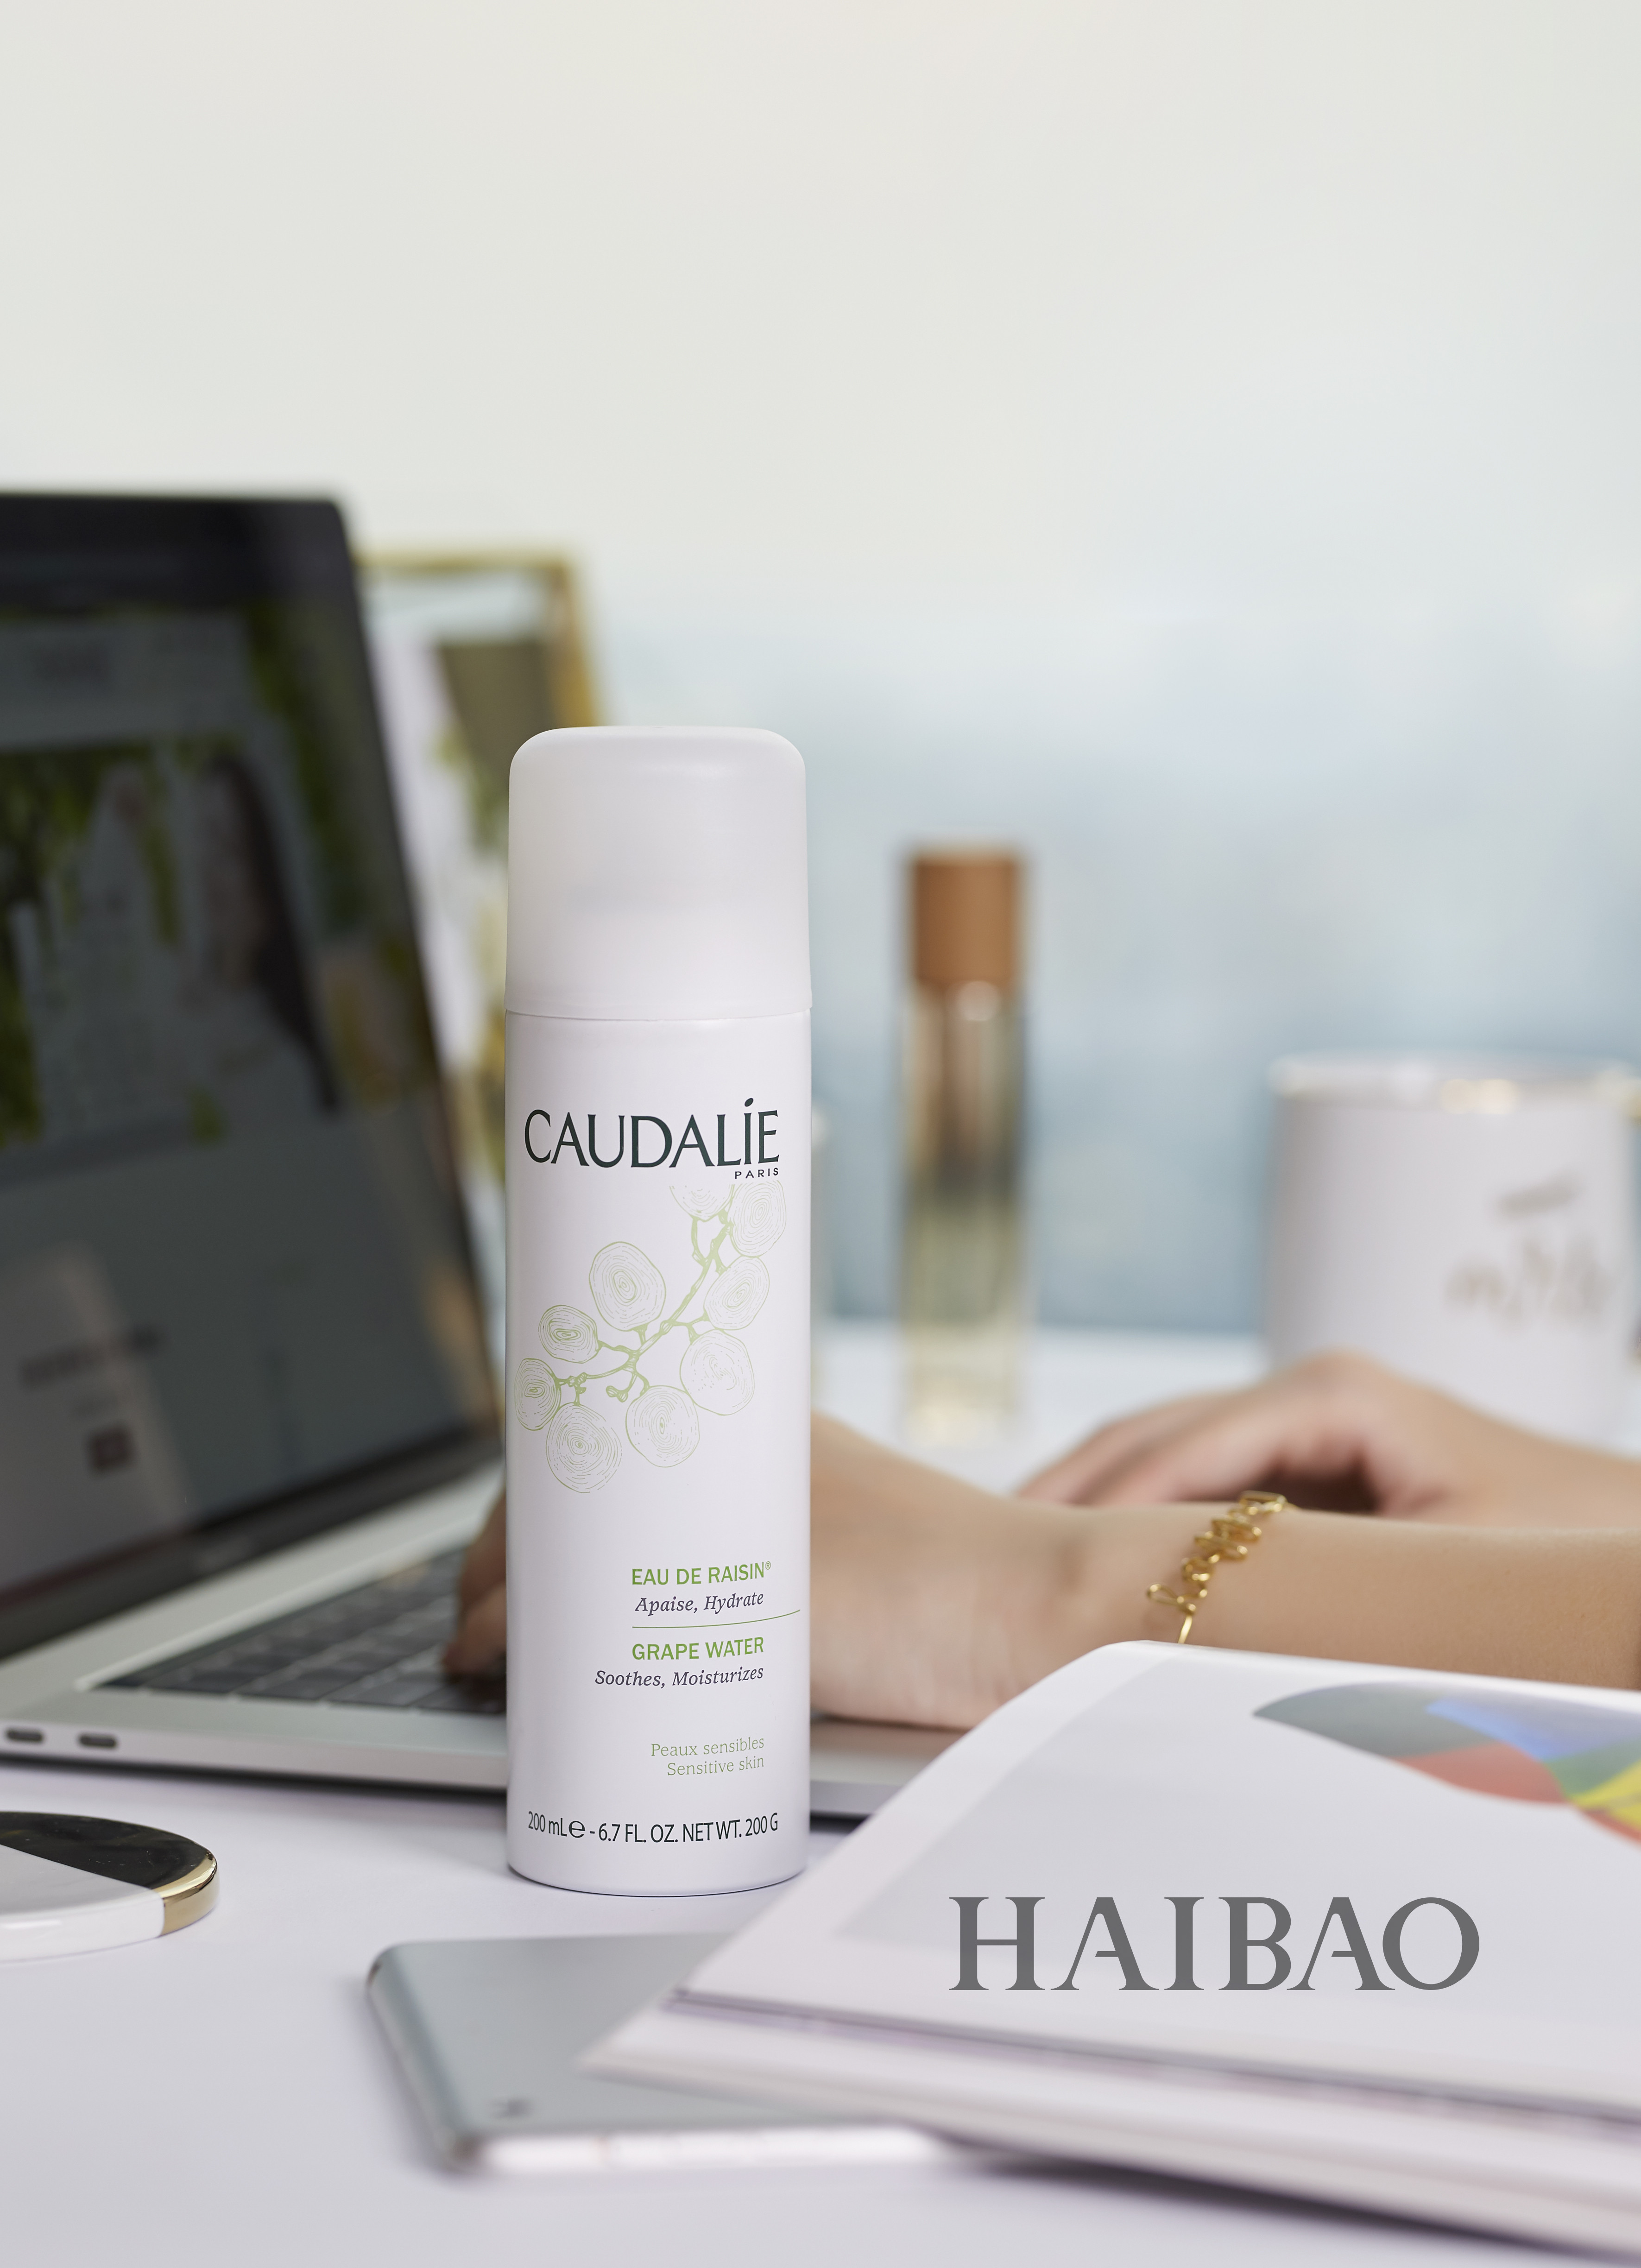 CAUDALÍE
PARIS
EAU DE RAISIN®
Apaise, Hydrate
GRAPE WATER
Soothes, Moisturizes
Peaux sensibles
Sensitive skin
200 mL℮ - 6.7 FL. OZ. NET WT. 200 G
HAIBAO